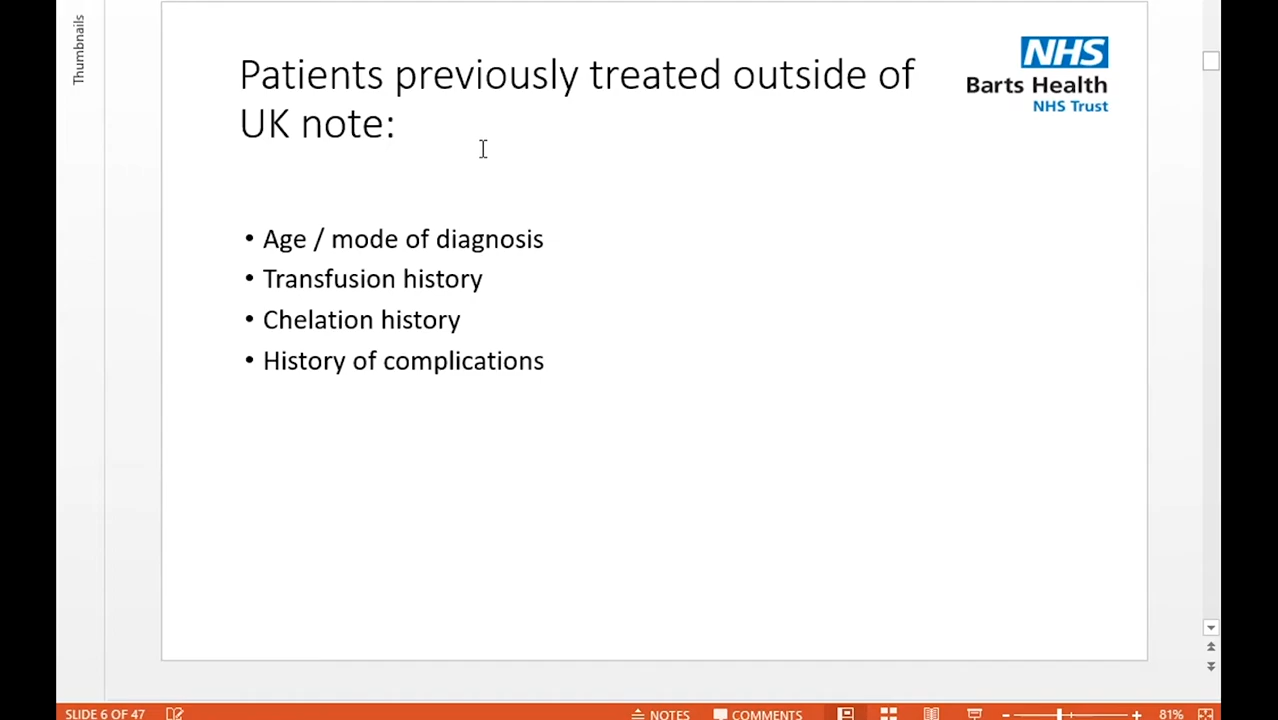 Thumbnails
Patients previously treated outside of
UK note:
NHS
Barts Health
NHS Trust
• Age / mode of diagnosis
• Transfusion history
• Chelation history
• History of complications
SLIDE 6 OF 47
NOTES
COMMENTS
81%